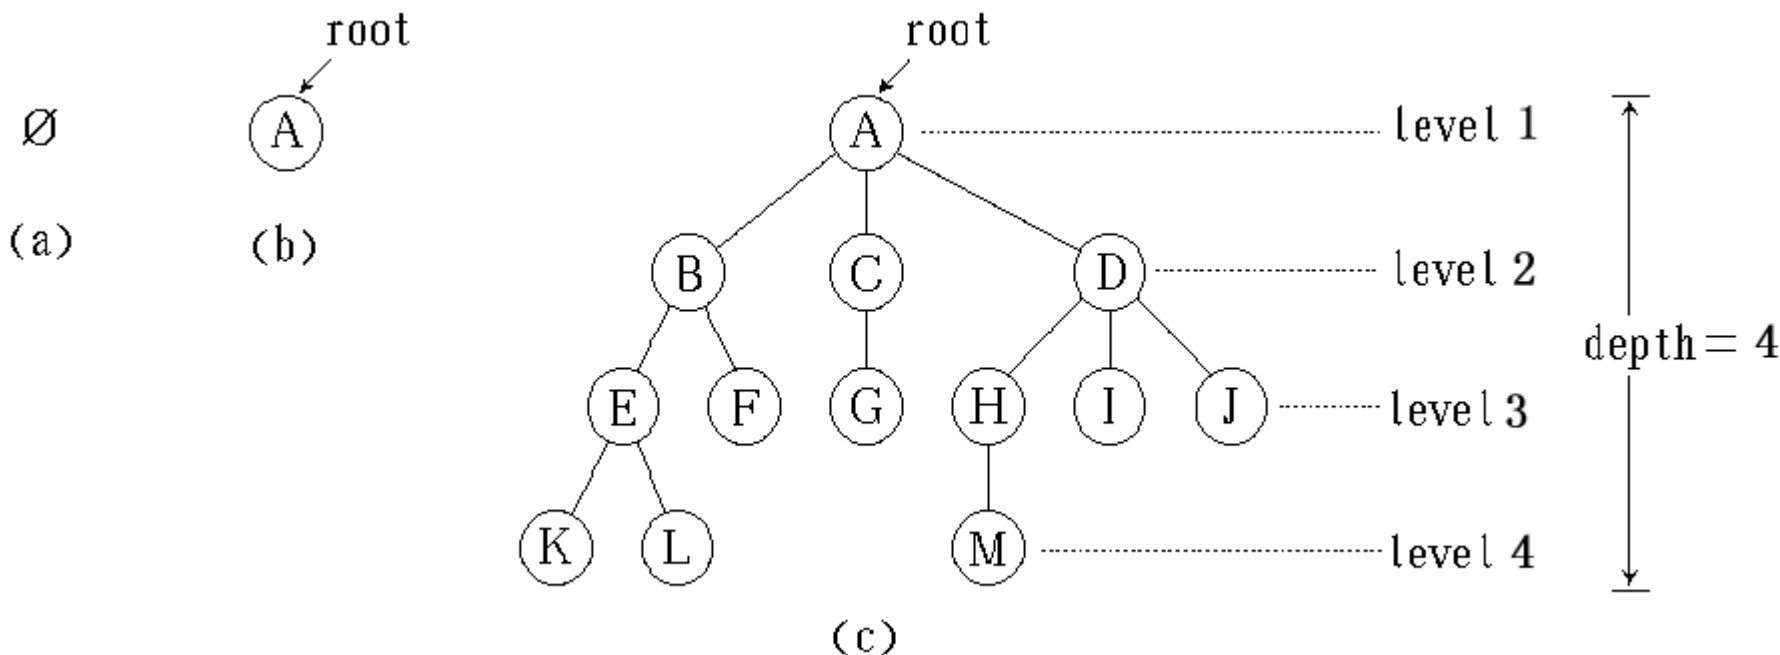 root root
Ø A A level 1
(a) (b)
B C D level 2
depth= 4
E F G H I J level 3
K L M level 4
(c)